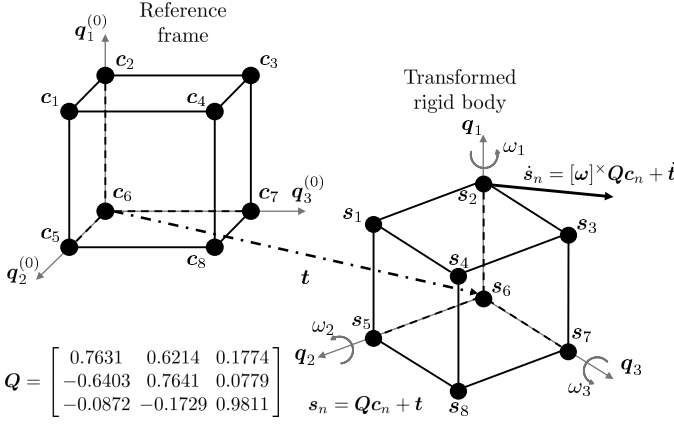 Reference
frame
q₁⁽⁰⁾
c₂
c₃
c₁
c₄
c₆
c₇
q₃⁽⁰⁾
c₅
c₈
q₂⁽⁰⁾
t
Transformed
rigid body
q₁
ω₁
ṡₙ = [ω]ˣQcₙ + ṫ
s₂
s₁
s₃
s₄
s₆
s₅
s₇
s₈
ω₂
q₂
q₃
ω₃
Q = [ 0.7631 0.6214 0.1774
−0.6403 0.7641 0.0779
−0.0872 −0.1729 0.9811 ]
sₙ = Qcₙ + t